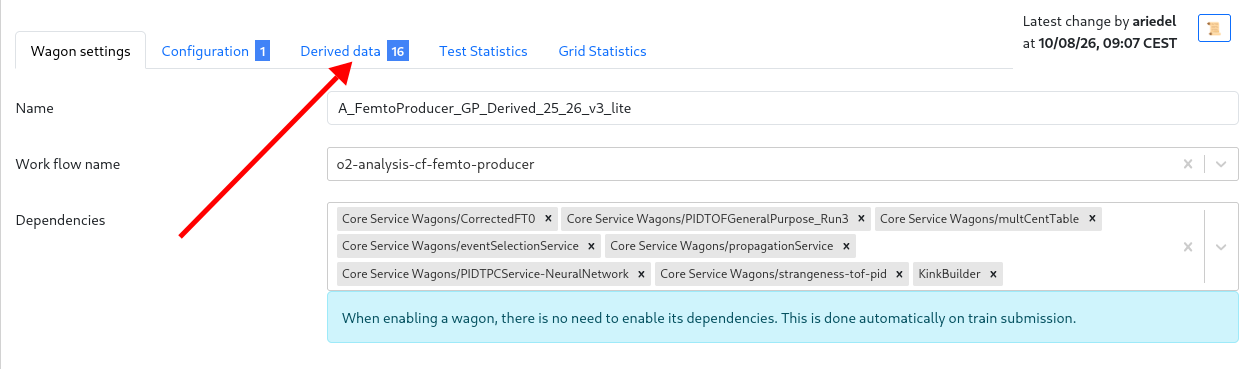 Latest change by ariedel
at 10/08/26, 09:07 CEST
Wagon settings Configuration 1 Derived data 16 Test Statistics Grid Statistics
Name A_FemtoProducer_GP_Derived_25_26_v3_lite
Work flow name o2-analysis-cf-femto-producer
Dependencies
Core Service Wagons/CorrectedFT0 × Core Service Wagons/PIDTOFGeneralPurpose_Run3 × Core Service Wagons/multCentTable ×
Core Service Wagons/eventSelectionService × Core Service Wagons/propagationService ×
Core Service Wagons/PIDTPCService-NeuralNetwork × Core Service Wagons/strangeness-tof-pid × KinkBuilder ×
When enabling a wagon, there is no need to enable its dependencies. This is done automatically on train submission.